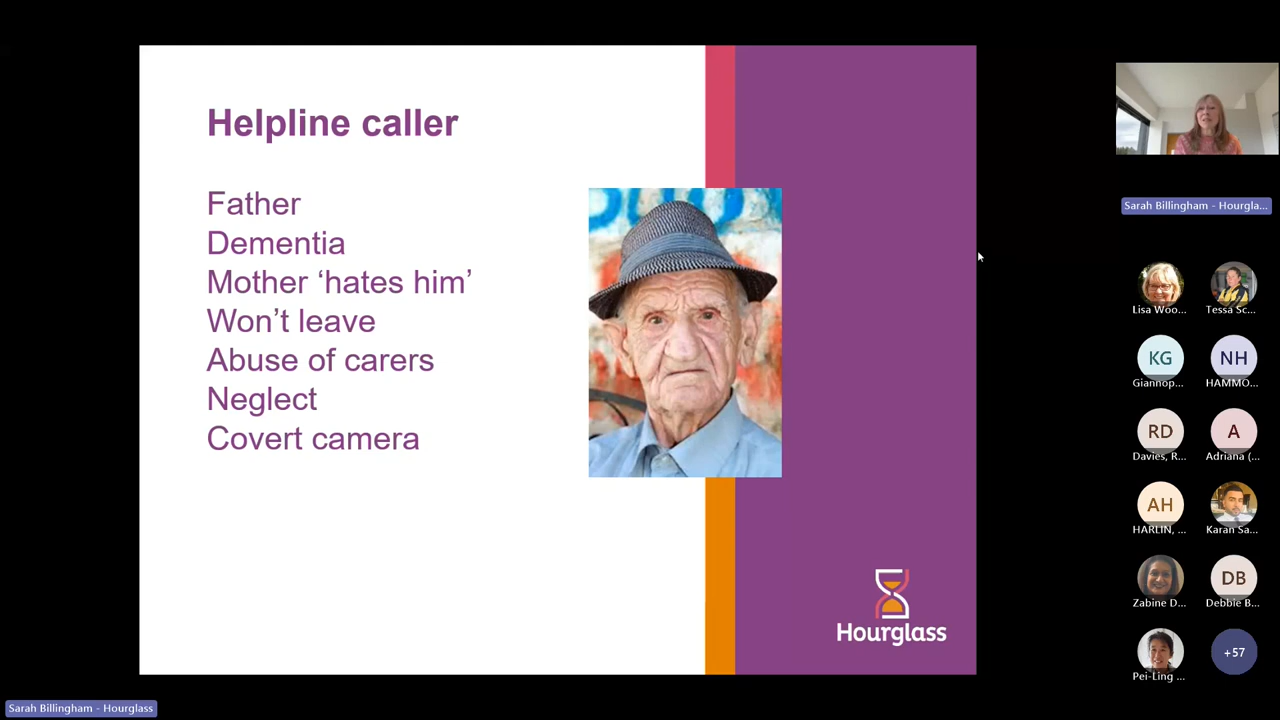 Helpline caller
Father
Dementia
Mother ‘hates him’
Won’t leave
Abuse of carers
Neglect
Covert camera
Hourglass
Sarah Billingham - Hourgla...
Lisa Woo...
Tessa Sc...
KG
NH
Giannop...
HAMMO...
RD
A
Davies, R...
Adriana (...
AH
HARLIN, ...
Karan Sa...
DB
Zabine D...
Debbie B...
+57
Pei-Ling ...
Sarah Billingham - Hourglass